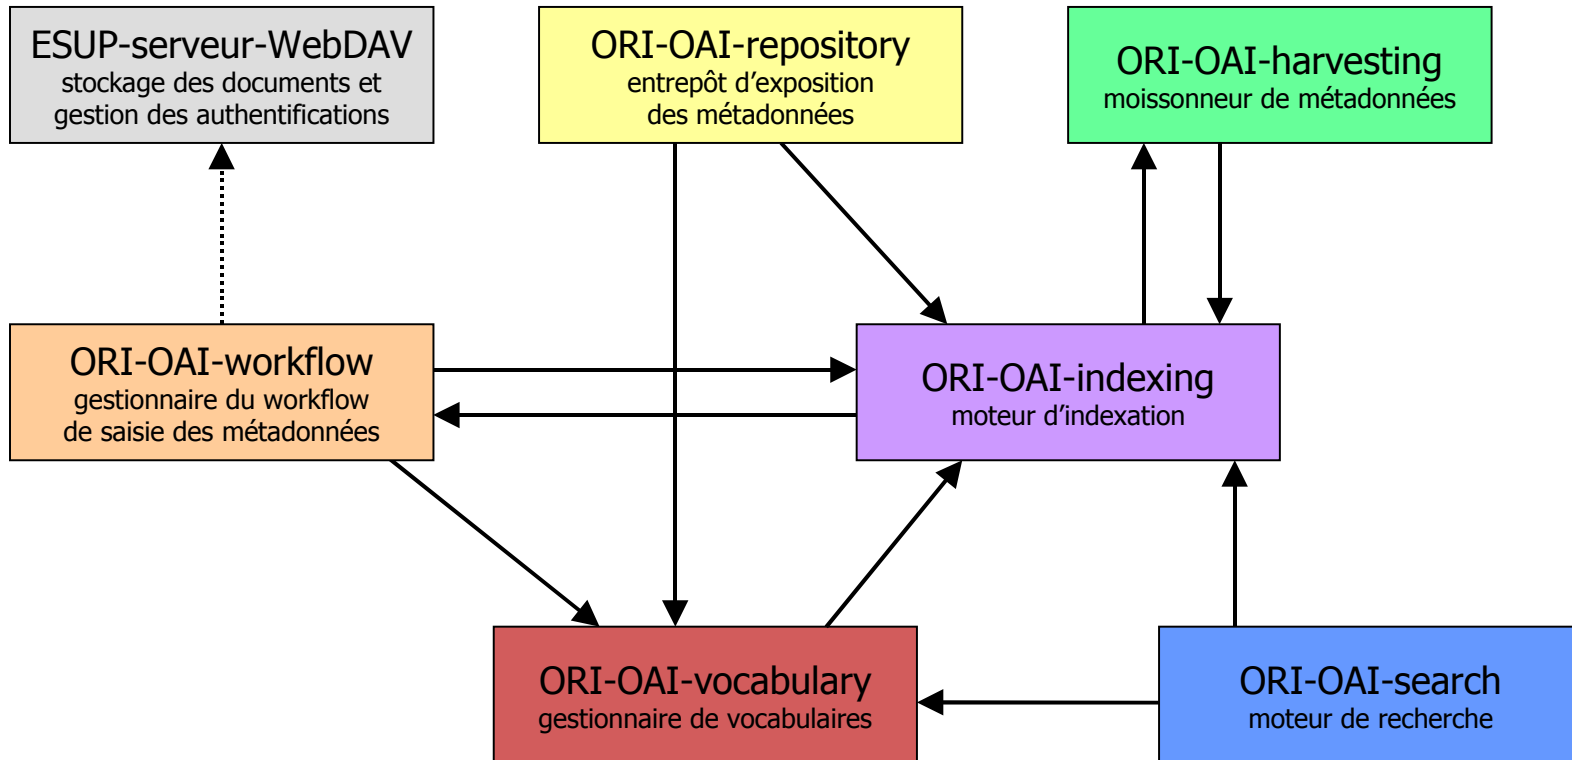 ESUP-serveur-WebDAV
stockage des documents et
gestion des authentifications
ORI-OAI-repository
entrepôt d’exposition
des métadonnées
ORI-OAI-harvesting
moissonneur de métadonnées
ORI-OAI-workflow
gestionnaire du workflow
de saisie des métadonnées
ORI-OAI-indexing
moteur d’indexation
ORI-OAI-vocabulary
gestionnaire de vocabulaires
ORI-OAI-search
moteur de recherche